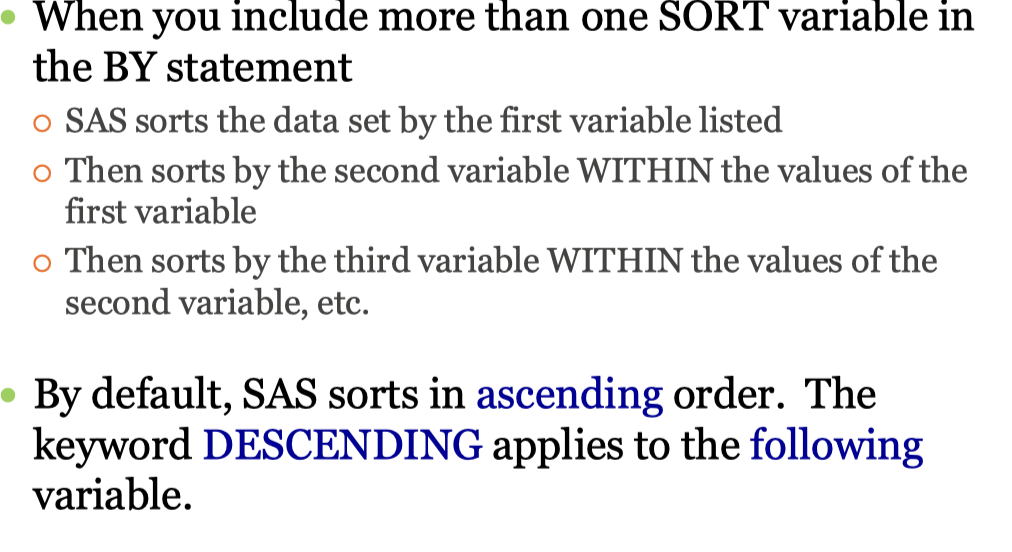 When you include more than one SORT variable in
the BY statement
SAS sorts the data set by the first variable listed
Then sorts by the second variable WITHIN the values of the
first variable
Then sorts by the third variable WITHIN the values of the
second variable, etc.
By default, SAS sorts in ascending order.  The
keyword DESCENDING applies to the following
variable.